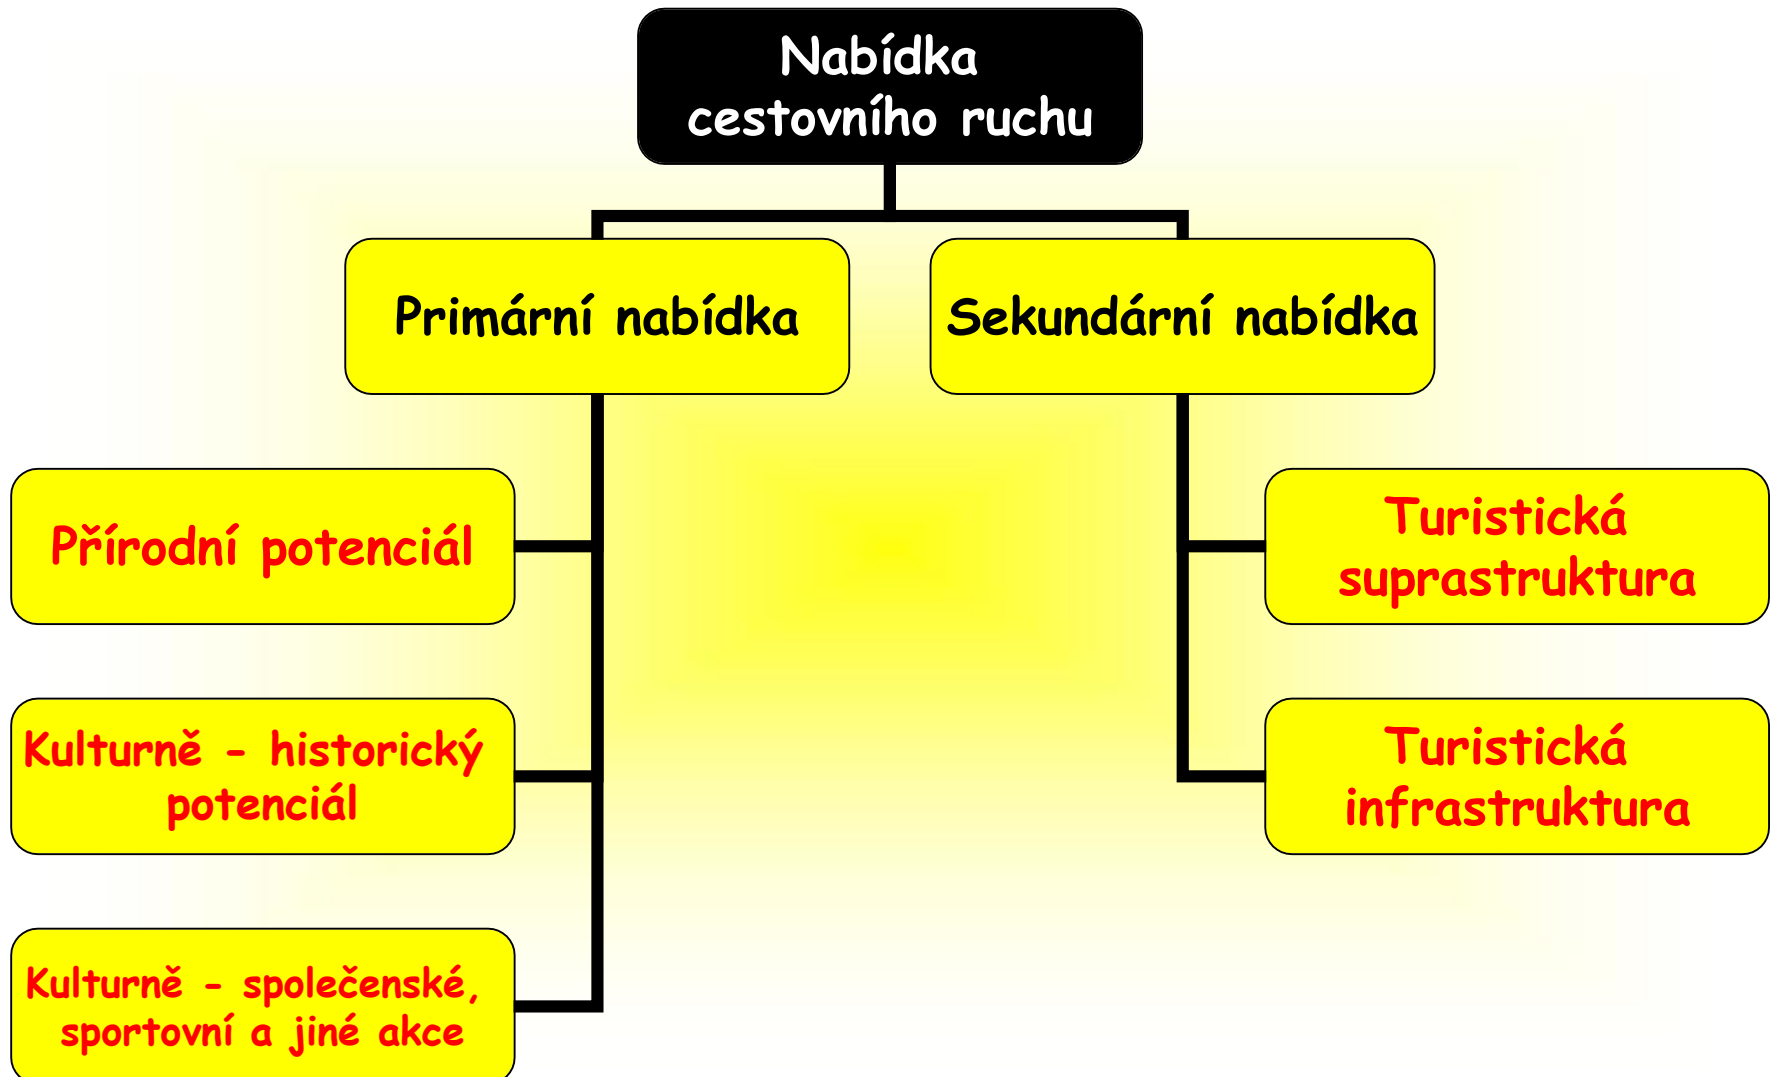 Nabídka
cestovního ruchu
Primární nabídka
Sekundární nabídka
Přírodní potenciál
Turistická
suprastruktura
Kulturně - historický
potenciál
Turistická
infrastruktura
Kulturně - společenské,
sportovní a jiné akce